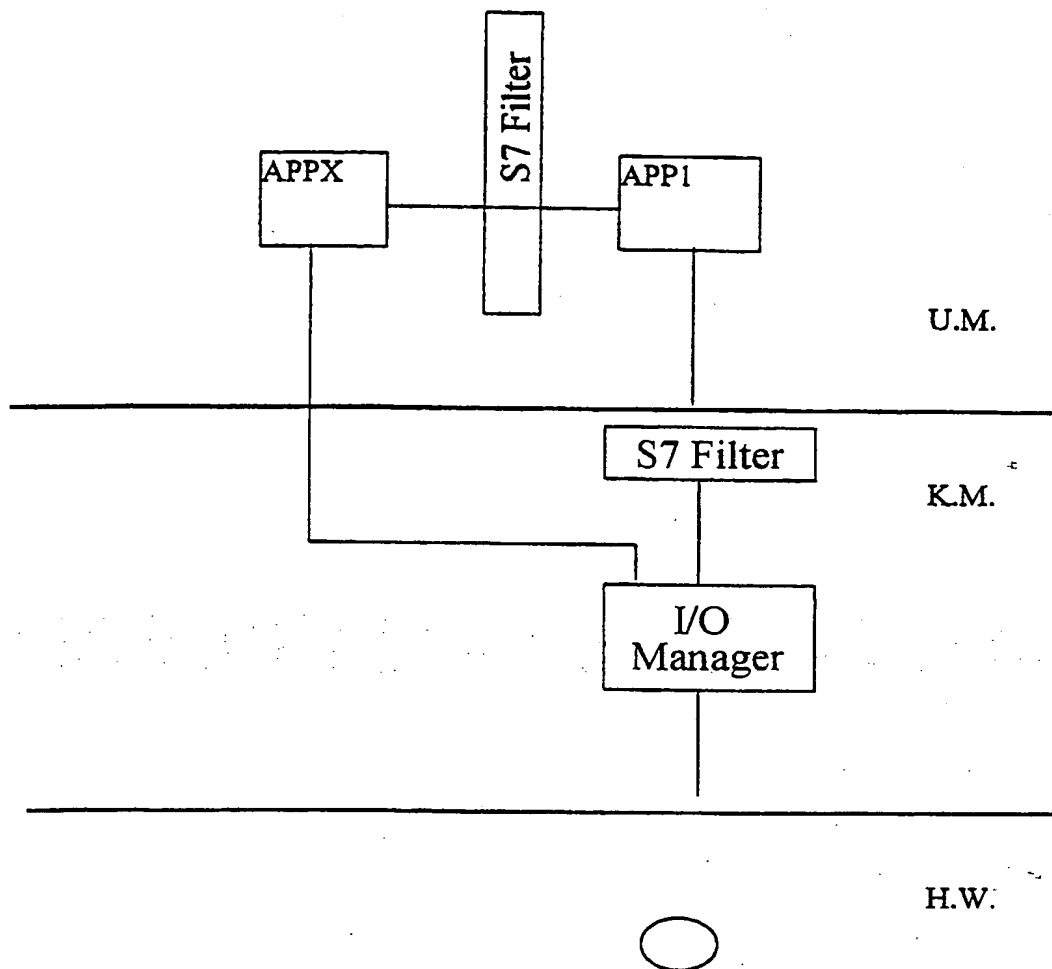 S7 Filter
APPX
APP1
U.M.
S7 Filter
K.M.
I/O
Manager
H.W.